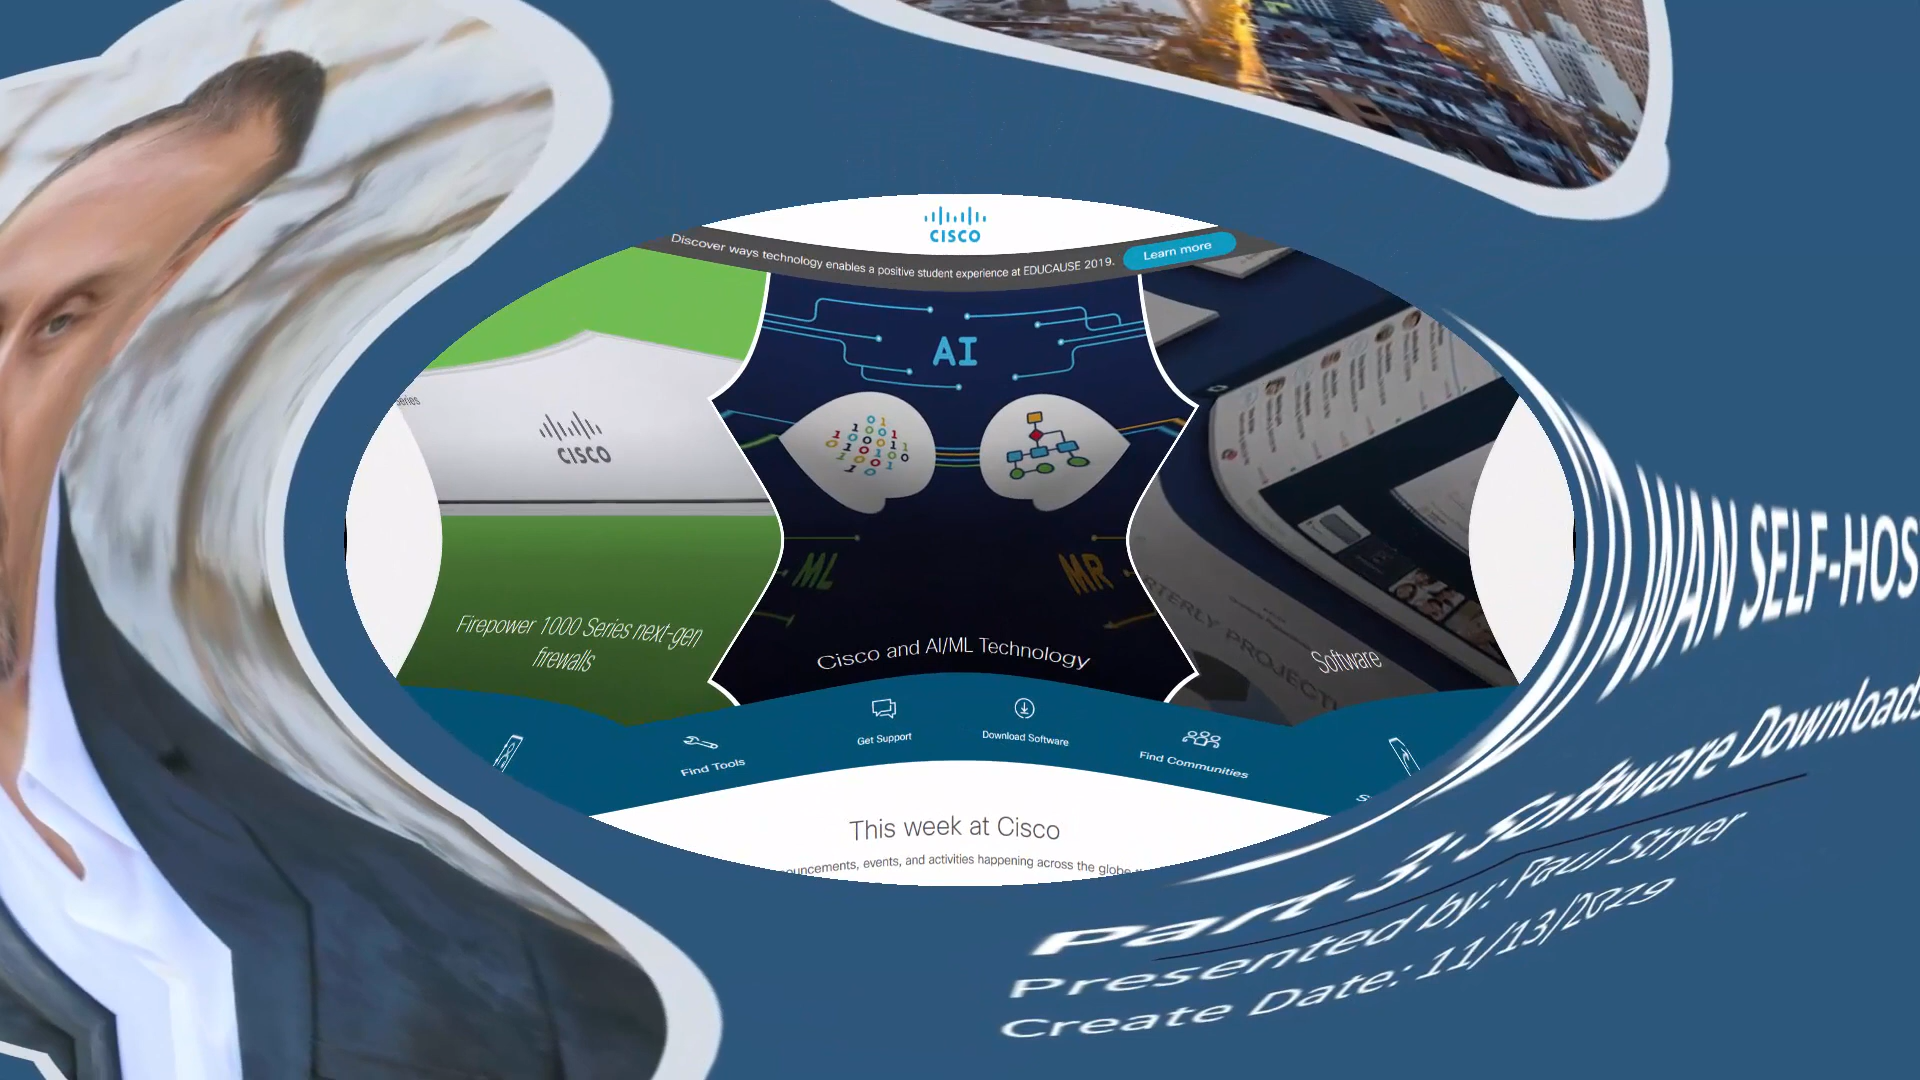 CISCO
Discover ways technology enables a positive student experience at EDUCAUSE 2019. Learn more
AI
series
CISCO
ML
MR
Firepower 1000 Series next-gen
firewalls
Cisco and AI/ML Technology
Software
Find Tools
Get Support
Download Software
Find Communities
This week at Cisco
events, and activities happening across the globe
-WAN SELF-HOS
Part 3: Software Downloads
Presented by: Paul Stryer
Create Date: 11/13/2019